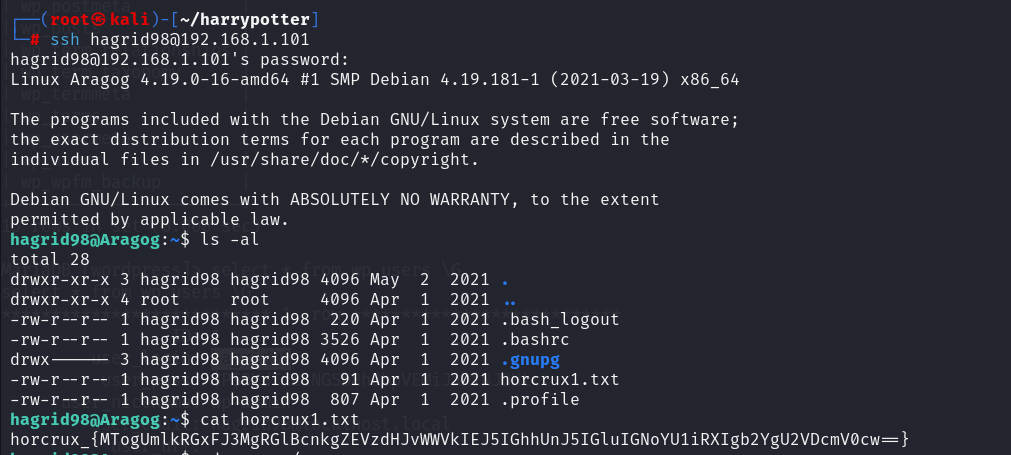 ┌──(root㉿kali)-[~/harrypotter]
└─# ssh hagrid98@192.168.1.101
hagrid98@192.168.1.101's password:
Linux Aragog 4.19.0-16-amd64 #1 SMP Debian 4.19.181-1 (2021-03-19) x86_64

The programs included with the Debian GNU/Linux system are free software;
the exact distribution terms for each program are described in the
individual files in /usr/share/doc/*/copyright.

Debian GNU/Linux comes with ABSOLUTELY NO WARRANTY, to the extent
permitted by applicable law.
hagrid98@Aragog:~$ ls -al
total 28
drwxr-xr-x 3 hagrid98 hagrid98 4096 May  2  2021 .
drwxr-xr-x 4 root     root     4096 Apr  1  2021 ..
-rw-r--r-- 1 hagrid98 hagrid98  220 Apr  1  2021 .bash_logout
-rw-r--r-- 1 hagrid98 hagrid98 3526 Apr  1  2021 .bashrc
drwx------ 3 hagrid98 hagrid98 4096 Apr  1  2021 .gnupg
-rw-r--r-- 1 hagrid98 hagrid98   91 Apr  1  2021 horcrux1.txt
-rw-r--r-- 1 hagrid98 hagrid98  807 Apr  1  2021 .profile
hagrid98@Aragog:~$ cat horcrux1.txt
horcrux_{MTogUmlkRGxFJ3MgRGlBcnkgZEVzdHJvWWVkIEJ5IGhhUnJ5IGluIGNoYU1iRXIgb2YgU2VDcmV0cw==}